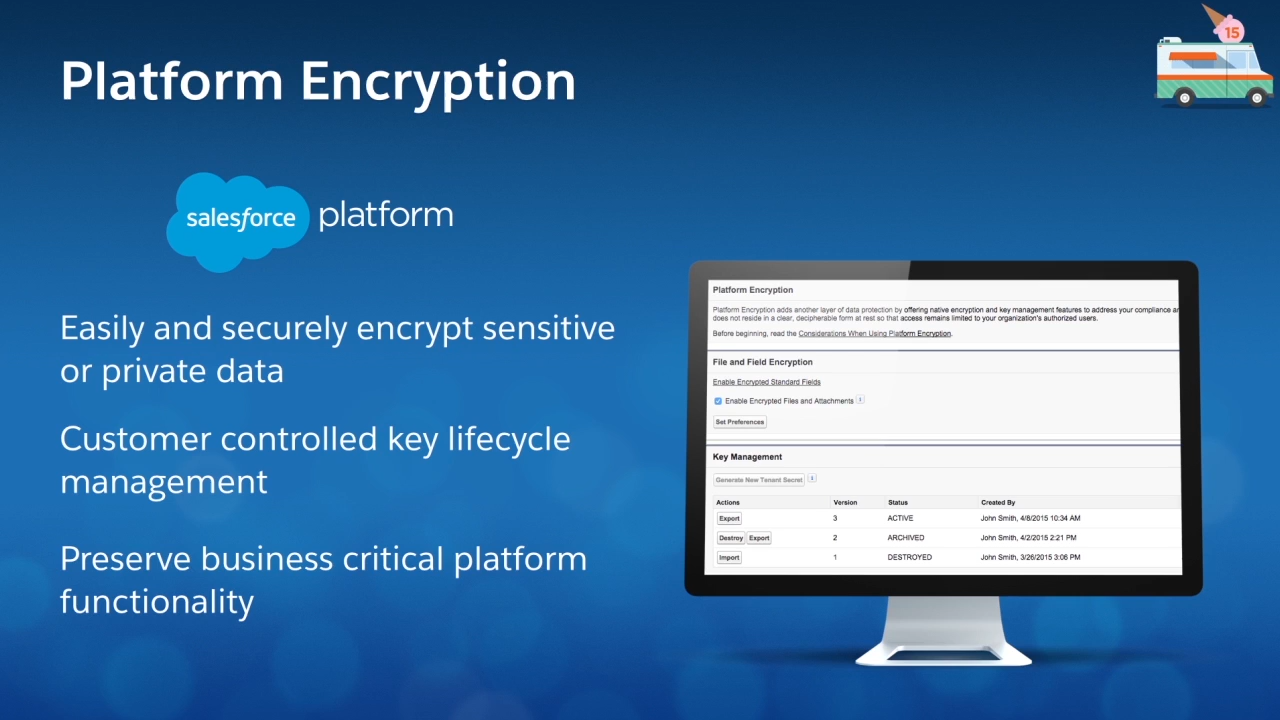 15
Platform Encryption
salesforce platform
Easily and securely encrypt sensitive
or private data
Customer controlled key lifecycle
management
Preserve business critical platform
functionality
Platform Encryption
Platform Encryption adds another layer of data protection by offering native encryption and key management features to address your compliance
does not reside in a clear, decipherable form at rest so that access remains limited to your organization's authorized users.
Before beginning, read the Considerations When Using Platform Encryption.
File and Field Encryption
Enable Encrypted Standard Fields
Enable Encrypted Files and Attachments i
Set Preferences
Key Management
Generate New Tenant Secret i
Actions Version Status Created By
Export 3 ACTIVE John Smith, 4/8/2015 10:34 AM
Destroy Export 2 ARCHIVED John Smith, 4/2/2015 2:21 PM
Import 1 DESTROYED John Smith, 3/26/2015 3:06 PM